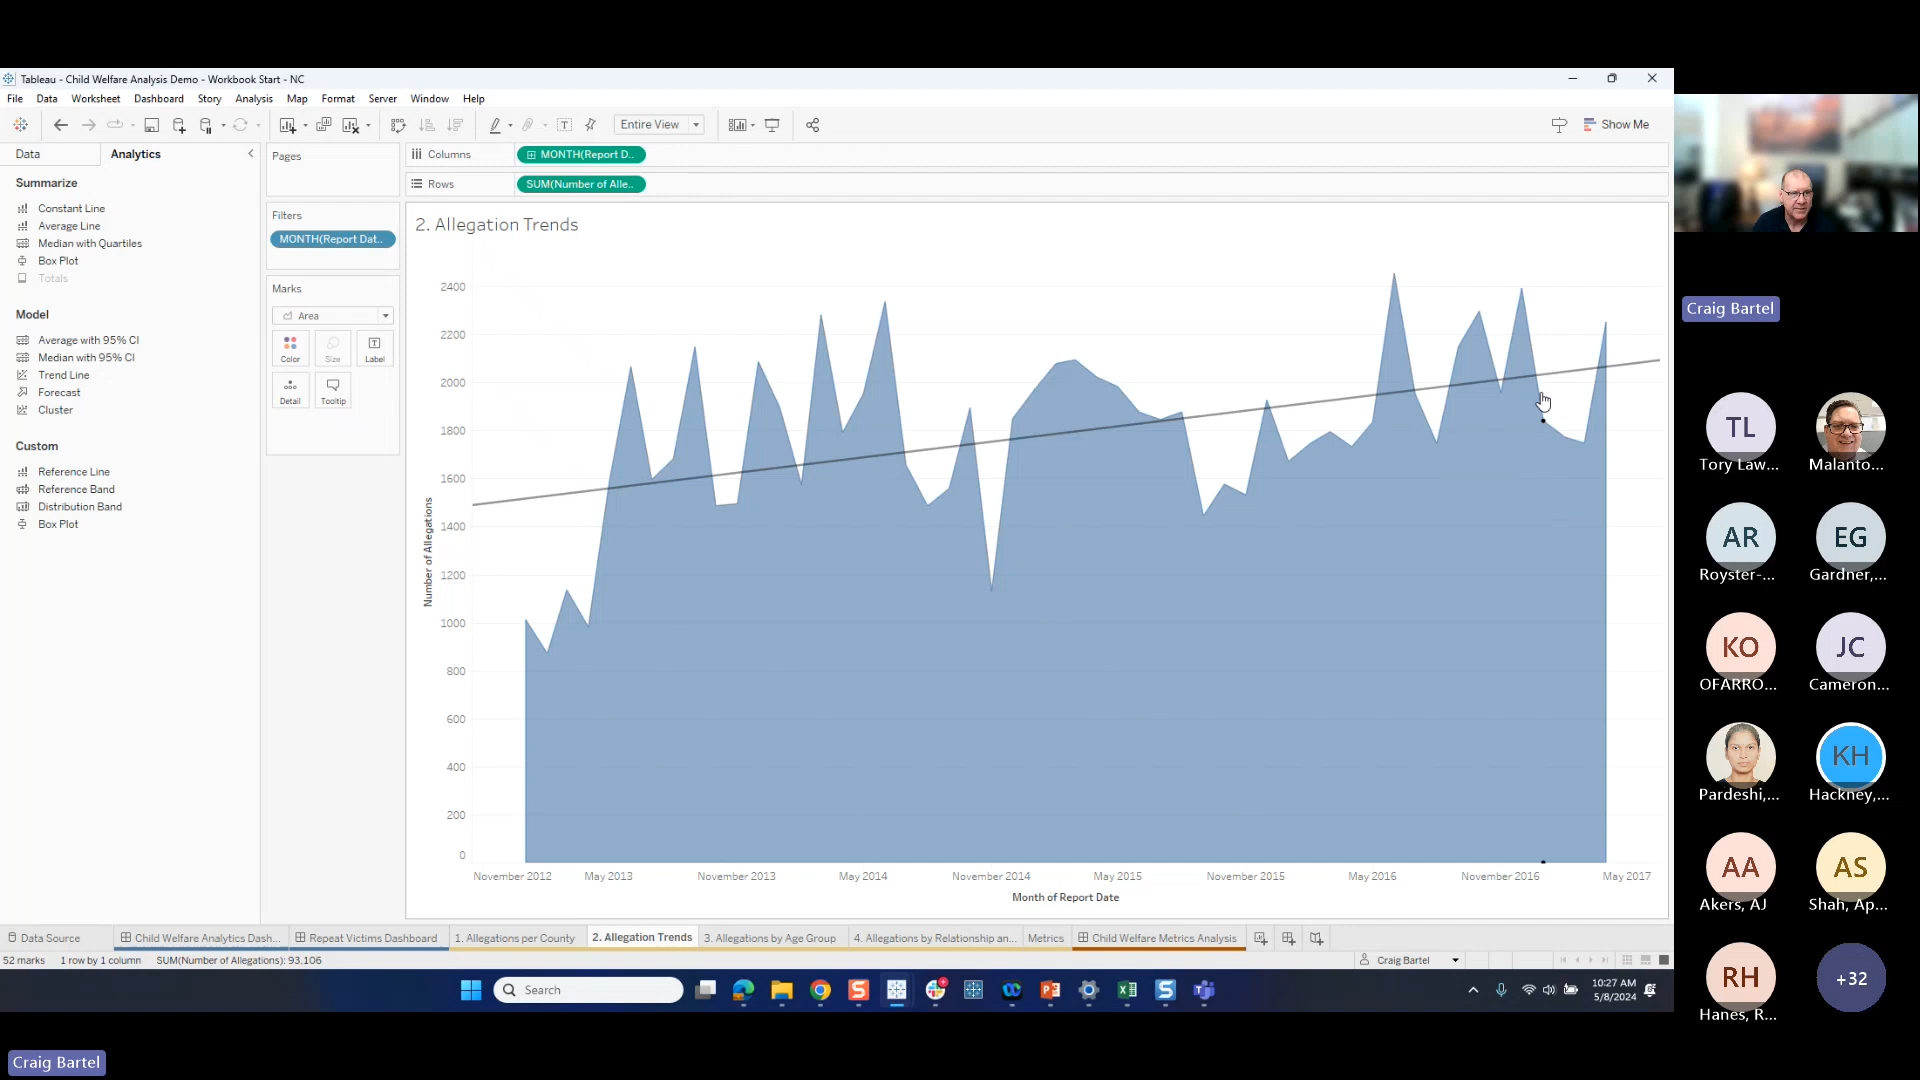 Tableau - Child Welfare Analysis Demo - Workbook Start - NC
File Data Worksheet Dashboard Story Analysis Map Format Server Window Help
Entire View
Show Me
Data Analytics
Summarize
Constant Line
Average Line
Median with Quartiles
Box Plot
Totals
Model
Average with 95% CI
Median with 95% CI
Trend Line
Forecast
Cluster
Custom
Reference Line
Reference Band
Distribution Band
Box Plot
Pages
Filters
MONTH(Report Dat..
Marks
Area
Color Size Label
Detail Tooltip
Columns MONTH(Report D..
Rows SUM(Number of Alle..
2. Allegation Trends
2400
2200
2000
1800
1600
1400
1200
1000
800
600
400
200
0
Number of Allegations
November 2012 May 2013 November 2013 May 2014 November 2014 May 2015 November 2015 May 2016 November 2016 May 2017
Month of Report Date
Data Source Child Welfare Analytics Dash... Repeat Victims Dashboard 1. Allegations per County 2. Allegation Trends 3. Allegations by Age Group 4. Allegations by Relationship an... Metrics Child Welfare Metrics Analysis
52 marks 1 row by 1 column SUM(Number of Allegations): 93,106 Craig Bartel
Search
10:27 AM
5/8/2024
Craig Bartel
TL
Tory Law... Malanto...
AR EG
Royster-... Gardner,...
KO JC
OFARRO... Cameron...
KH
Pardeshi,... Hackney,...
AA AS
Akers, AJ Shah, Ap...
RH +32
Hanes, R...
Craig Bartel